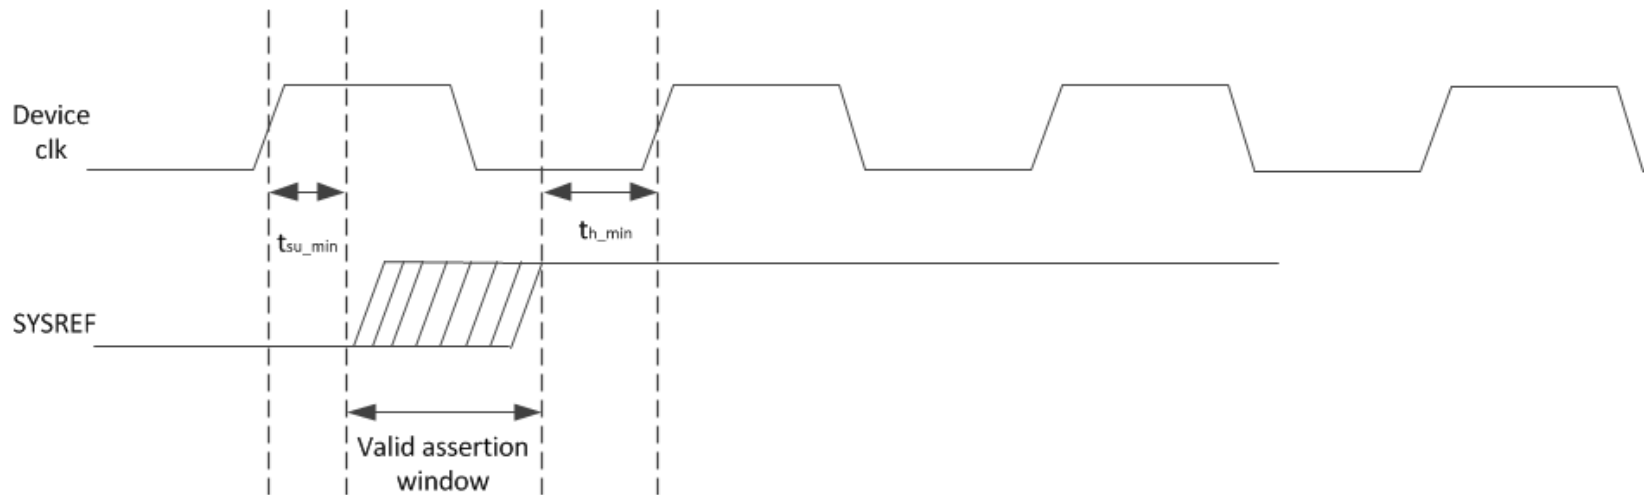 Device
clk
tsu_min
th_min
SYSREF
Valid assertion
window